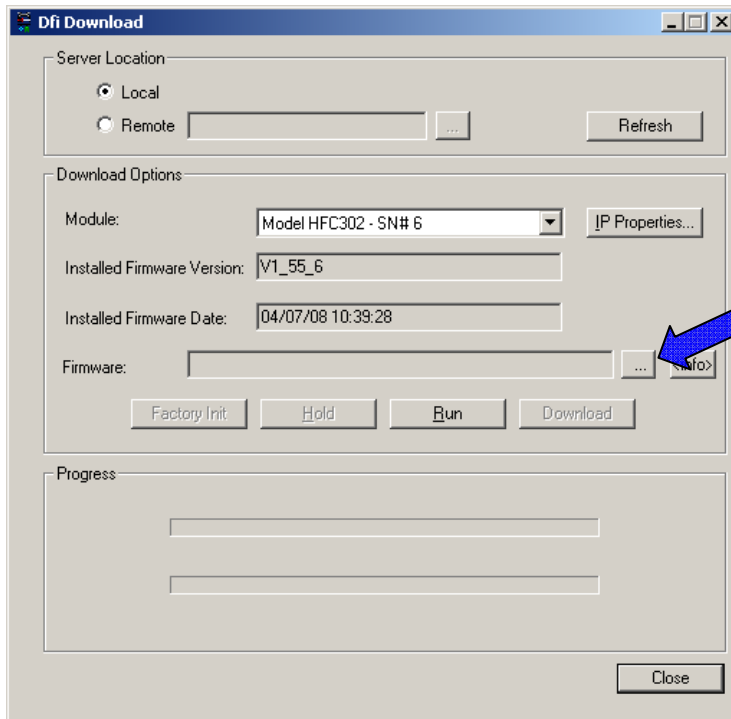 Dfi Download
Server Location
Local
Remote ... Refresh
Download Options
Module: Model HFC302 - SN# 6 IP Properties...
Installed Firmware Version: V1_55_6
Installed Firmware Date: 04/07/08 10:39:28
Firmware: ... <Info>
Factory Init Hold Run Download
Progress
Close